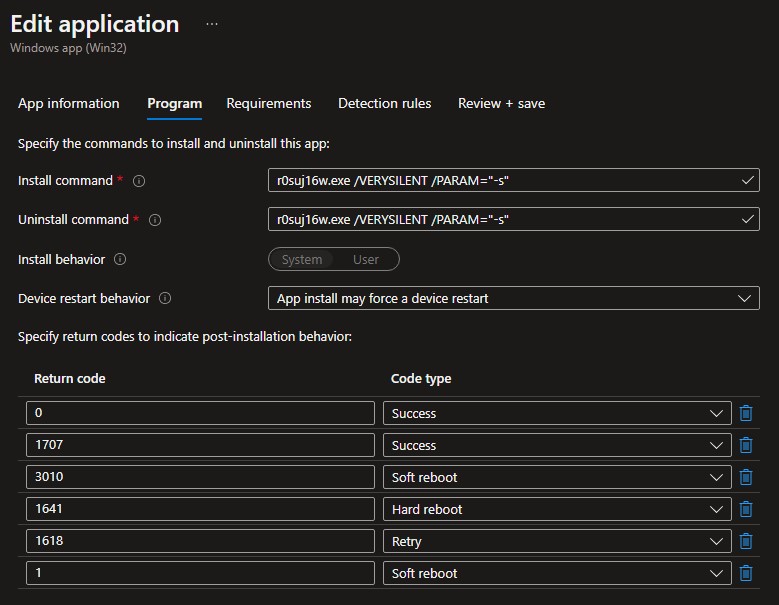 Edit application ...
Windows app (Win32)
App information Program Requirements Detection rules Review + save
Specify the commands to install and uninstall this app:
Install command * r0suj16w.exe /VERYSILENT /PARAM="-s"
Uninstall command * r0suj16w.exe /VERYSILENT /PARAM="-s"
Install behavior System User
Device restart behavior App install may force a device restart
Specify return codes to indicate post-installation behavior:
Return code Code type
0 Success
1707 Success
3010 Soft reboot
1641 Hard reboot
1618 Retry
1 Soft reboot